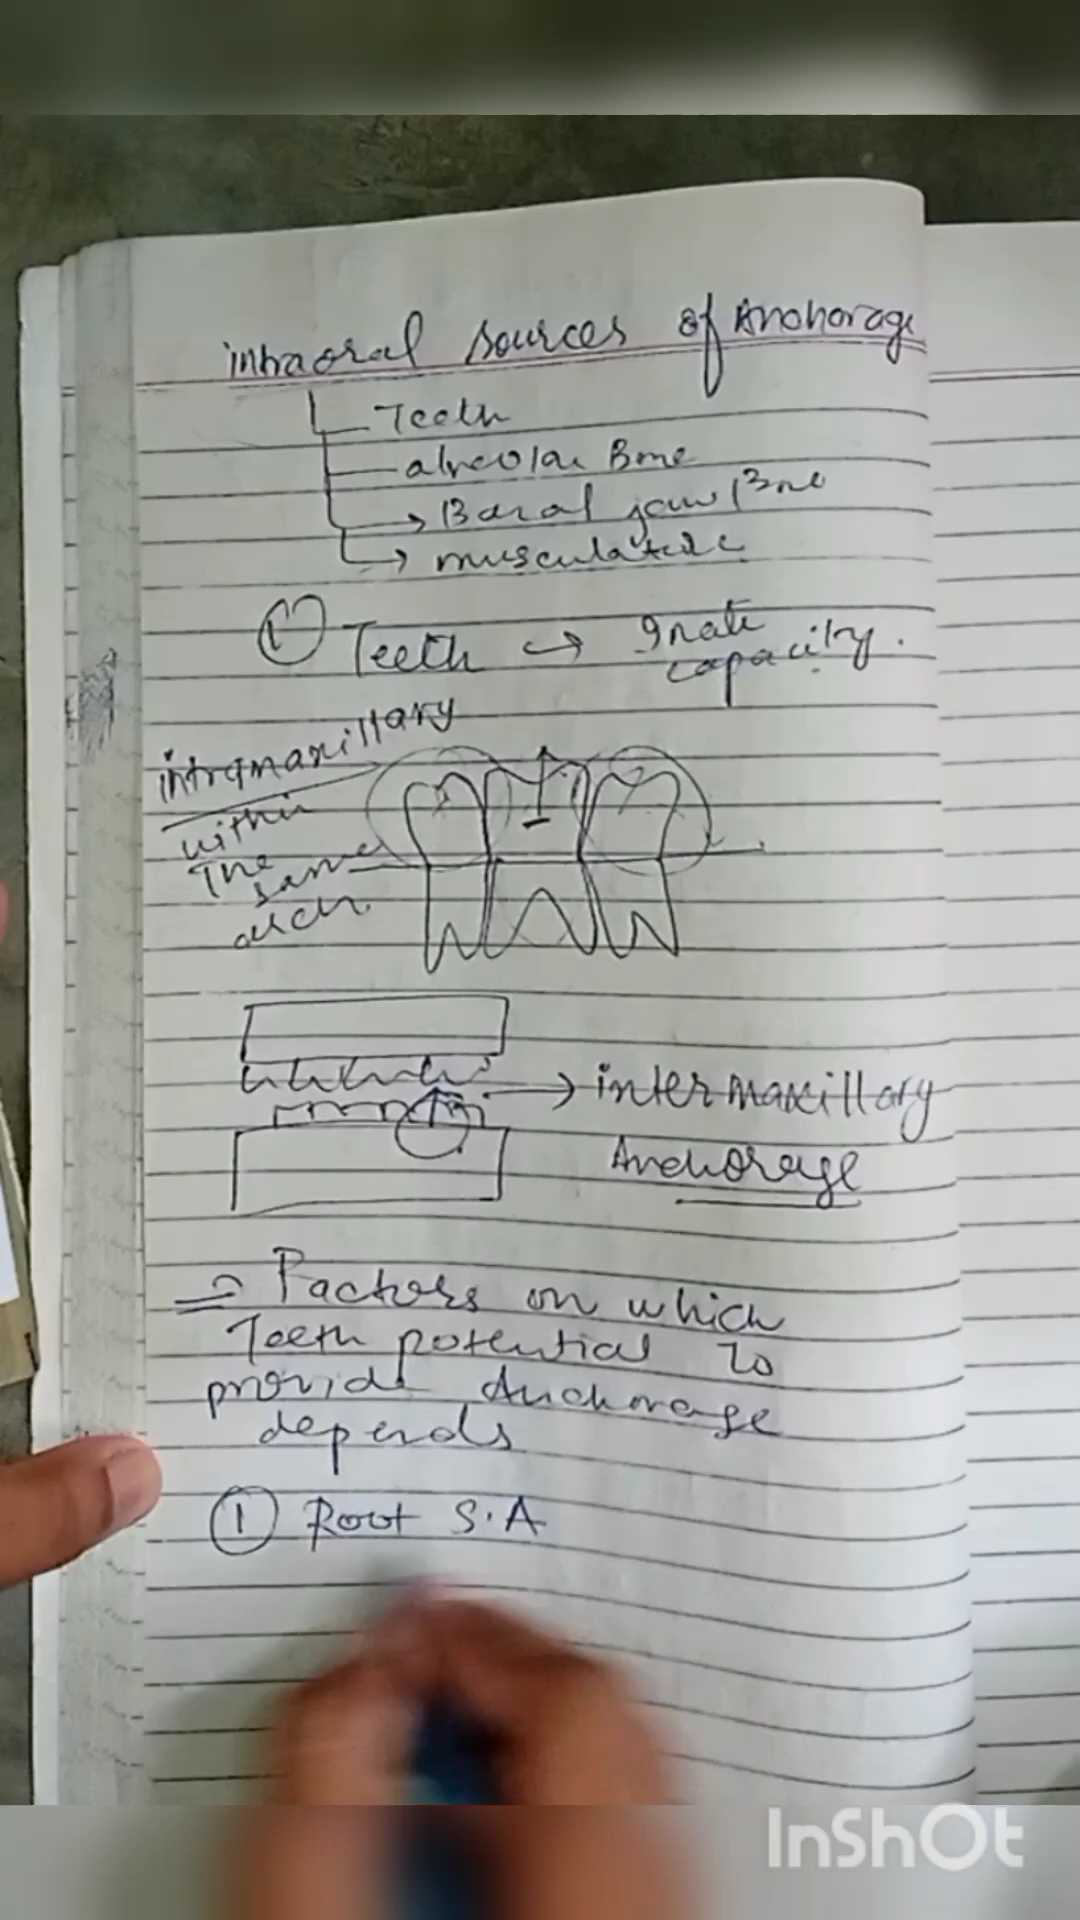 intraoral sources of Anchorage
Teeth
alveolar Bone
Basal jaw Bone
musculature
1 Teeth → Inate
capacity.
intramaxillary
within
The
same
arch.
→ intermaxillary
Anchorage
⇒ Factors on which
Teeth potential to
provide Anchorage
depends
1 Root S.A
InShOt